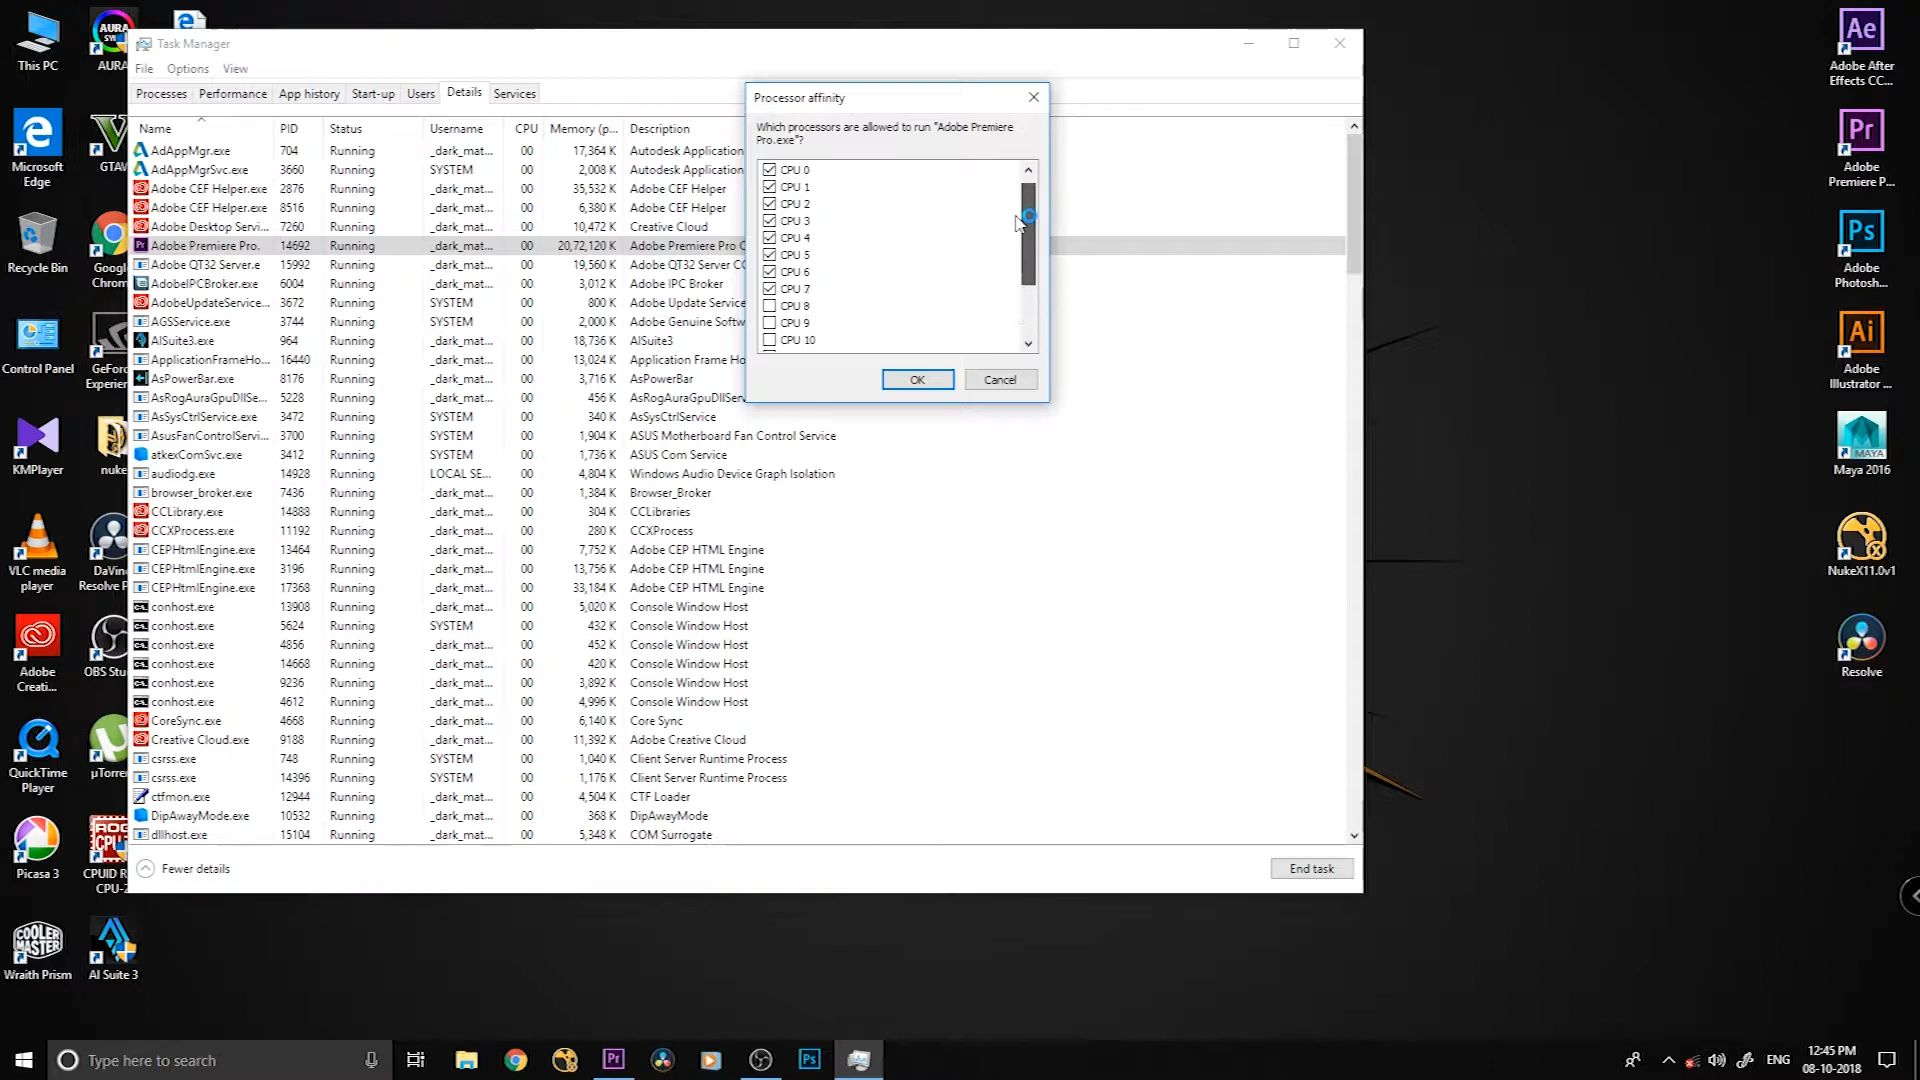 This PC
AURA
Microsoft Edge
GTAV
Recycle Bin
Google Chrom
Control Panel
GeForc Experien
KMPlayer
nuke
VLC media player
DaVinc Resolve P
Adobe Creati...
OBS Stu
QuickTime Player
µTorre
Picasa 3
CPUID R CPU-Z
COOLER MASTER
Wraith Prism
AI Suite 3
Task Manager
File Options View
Processes Performance App history Start-up Users Details Services
Name PID Status Username CPU Memory (p... Description
AdAppMgr.exe 704 Running _dark_mat... 00 17,364 K Autodesk Application
AdAppMgrSvc.exe 3660 Running SYSTEM 00 2,008 K Autodesk Application
Adobe CEF Helper.exe 2876 Running _dark_mat... 00 35,532 K Adobe CEF Helper
Adobe CEF Helper.exe 8516 Running _dark_mat... 00 6,380 K Adobe CEF Helper
Adobe Desktop Servi... 7260 Running _dark_mat... 00 10,472 K Creative Cloud
Adobe Premiere Pro. 14692 Running _dark_mat... 00 20,72,120 K Adobe Premiere Pro C
Adobe QT32 Server.e 15992 Running _dark_mat... 00 19,560 K Adobe QT32 Server CC
AdobeIPCBroker.exe 6004 Running _dark_mat... 00 3,012 K Adobe IPC Broker
AdobeUpdateService... 3672 Running SYSTEM 00 800 K Adobe Update Service
AGSService.exe 3744 Running SYSTEM 00 2,000 K Adobe Genuine Softw
AISuite3.exe 964 Running _dark_mat... 00 18,736 K AISuite3
ApplicationFrameHo... 16440 Running _dark_mat... 00 13,024 K Application Frame Ho
AsPowerBar.exe 8176 Running _dark_mat... 00 3,716 K AsPowerBar
AsRogAuraGpuDllSe... 5228 Running _dark_mat... 00 456 K AsRogAuraGpuDllServ
AsSysCtrlService.exe 3472 Running SYSTEM 00 340 K AsSysCtrlService
AsusFanControlServi... 3700 Running SYSTEM 00 1,904 K ASUS Motherboard Fan Control Service
atkexComSvc.exe 3412 Running SYSTEM 00 1,736 K ASUS Com Service
audiodg.exe 14928 Running LOCAL SE... 00 4,804 K Windows Audio Device Graph Isolation
browser_broker.exe 7436 Running _dark_mat... 00 1,384 K Browser_Broker
CCLibrary.exe 14888 Running _dark_mat... 00 304 K CCLibraries
CCXProcess.exe 11192 Running _dark_mat... 00 280 K CCXProcess
CEPHtmlEngine.exe 13464 Running _dark_mat... 00 7,752 K Adobe CEP HTML Engine
CEPHtmlEngine.exe 3196 Running _dark_mat... 00 13,756 K Adobe CEP HTML Engine
CEPHtmlEngine.exe 17368 Running _dark_mat... 00 33,184 K Adobe CEP HTML Engine
conhost.exe 13908 Running _dark_mat... 00 5,020 K Console Window Host
conhost.exe 5624 Running SYSTEM 00 432 K Console Window Host
conhost.exe 4856 Running _dark_mat... 00 452 K Console Window Host
conhost.exe 14668 Running _dark_mat... 00 420 K Console Window Host
conhost.exe 9236 Running _dark_mat... 00 3,892 K Console Window Host
conhost.exe 4612 Running _dark_mat... 00 4,996 K Console Window Host
CoreSync.exe 4668 Running _dark_mat... 00 6,140 K Core Sync
Creative Cloud.exe 9188 Running _dark_mat... 00 11,392 K Adobe Creative Cloud
csrss.exe 748 Running SYSTEM 00 1,040 K Client Server Runtime Process
csrss.exe 14396 Running SYSTEM 00 1,176 K Client Server Runtime Process
ctfmon.exe 12944 Running _dark_mat... 00 4,504 K CTF Loader
DipAwayMode.exe 10532 Running _dark_mat... 00 368 K DipAwayMode
dllhost.exe 15104 Running _dark_mat... 00 5,348 K COM Surrogate
Fewer details
End task
Processor affinity
Which processors are allowed to run "Adobe Premiere
Pro.exe"?
CPU 0
CPU 1
CPU 2
CPU 3
CPU 4
CPU 5
CPU 6
CPU 7
CPU 8
CPU 9
CPU 10
OK Cancel
Ae
Adobe After
Effects CC...
Pr
Adobe
Premiere P...
Ps
Adobe
Photosh...
Ai
Adobe
Illustrator ...
MAYA
Maya 2016
NukeX11.0v1
Resolve
Type here to search
Pr
Ps
ENG
12:45 PM
08-10-2018